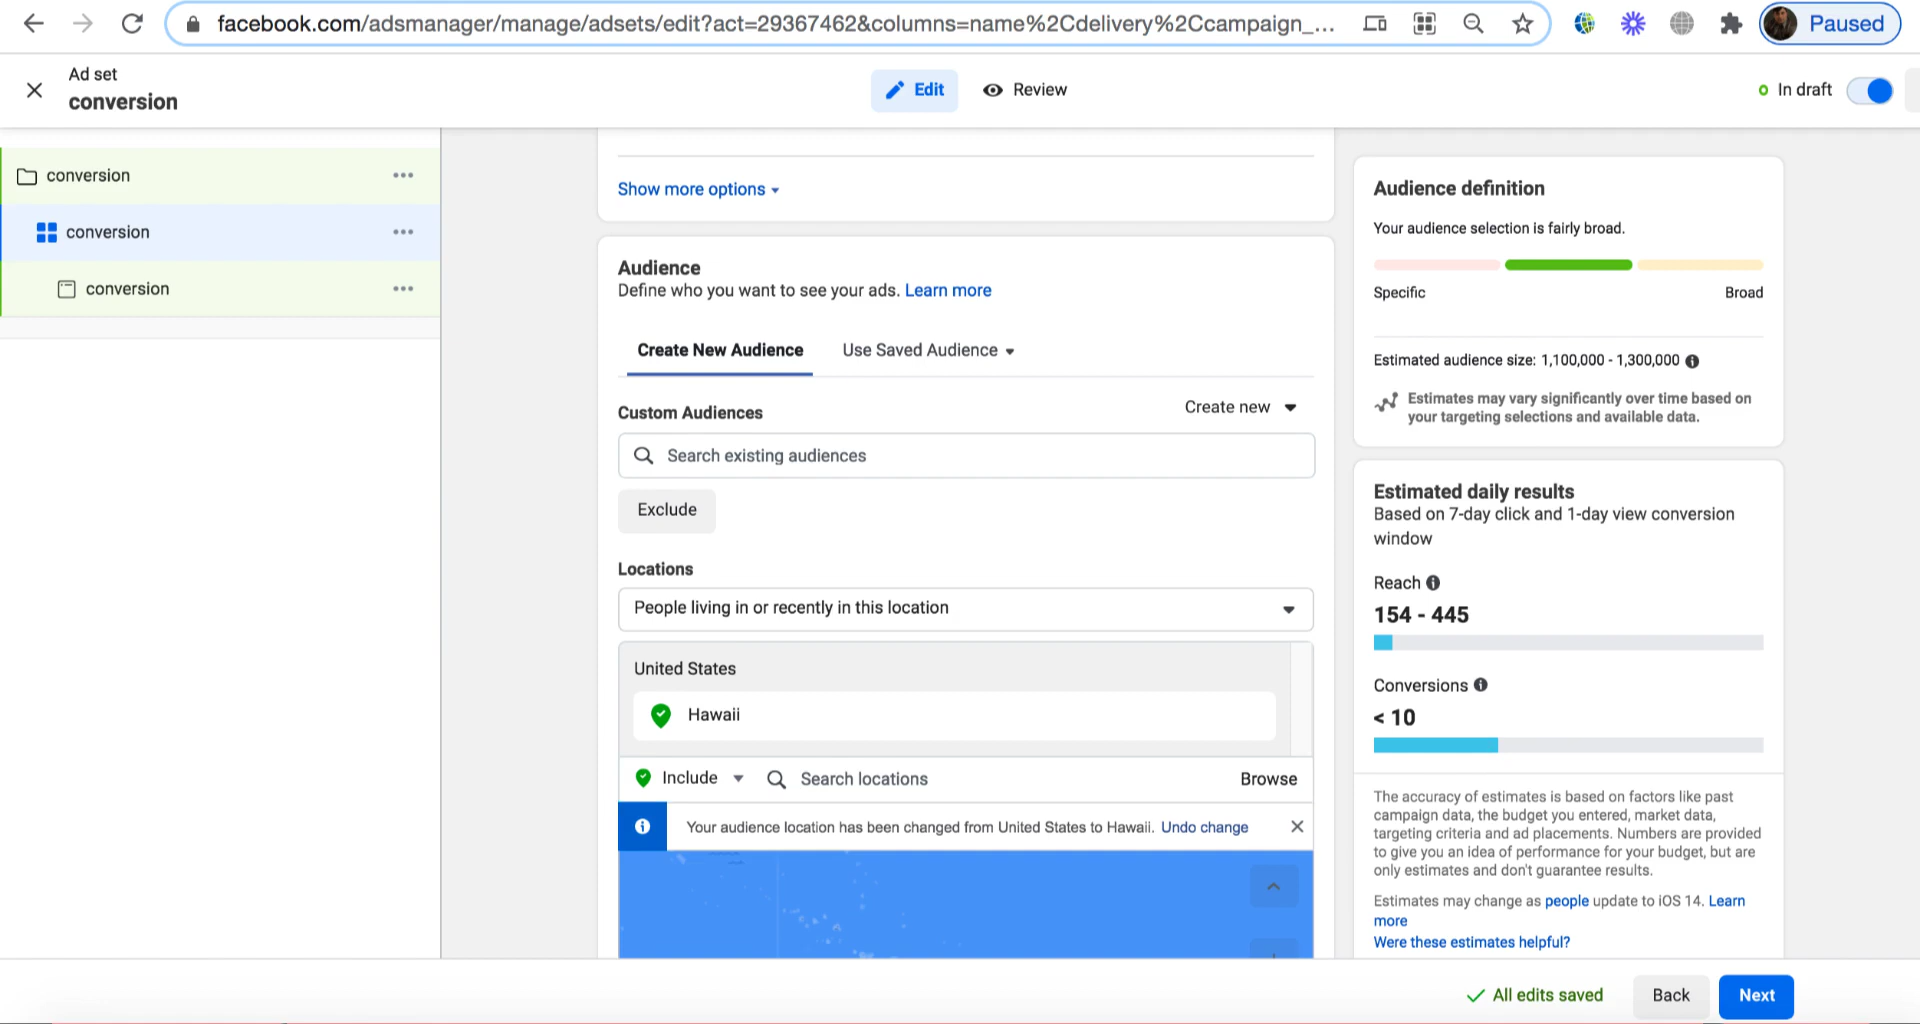 facebook.com/adsmanager/manage/adsets/edit?act=29367462&columns=name%2Cdelivery%2Ccampaign_...
Paused
Ad set
conversion
Edit
Review
In draft
conversion
conversion
conversion
Show more options
Audience
Define who you want to see your ads. Learn more
Create New Audience
Use Saved Audience
Custom Audiences
Create new
Search existing audiences
Exclude
Locations
People living in or recently in this location
United States
Hawaii
Include
Search locations
Browse
Your audience location has been changed from United States to Hawaii. Undo change
Audience definition
Your audience selection is fairly broad.
Specific
Broad
Estimated audience size: 1,100,000 - 1,300,000
Estimates may vary significantly over time based on
your targeting selections and available data.
Estimated daily results
Based on 7-day click and 1-day view conversion
window
Reach
154 - 445
Conversions
< 10
The accuracy of estimates is based on factors like past
campaign data, the budget you entered, market data,
targeting criteria and ad placements. Numbers are provided
to give you an idea of performance for your budget, but are
only estimates and don't guarantee results.
Estimates may change as people update to iOS 14. Learn
more
Were these estimates helpful?
All edits saved
Back
Next